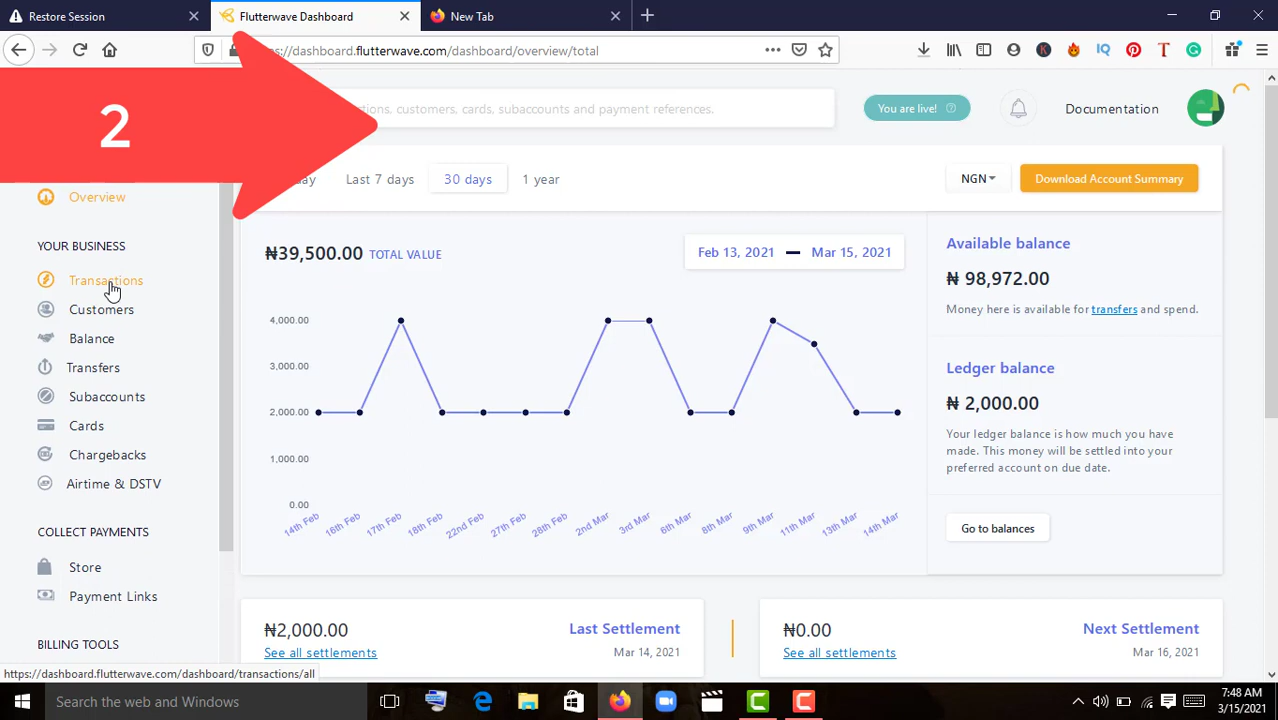 Restore Session
Flutterwave Dashboard
New Tab
://dashboard.flutterwave.com/dashboard/overview/total
IQ
K
T
G
2
tions, customers, cards, subaccounts and payment references.
You are live!
Documentation
Overview
day
Last 7 days
30 days
1 year
NGN
Download Account Summary
YOUR BUSINESS
Transactions
Customers
Balance
Transfers
Subaccounts
Cards
Chargebacks
Airtime & DSTV
COLLECT PAYMENTS
Store
Payment Links
BILLING TOOLS
₦39,500.00 TOTAL VALUE
Feb 13, 2021 — Mar 15, 2021
4,000.00
3,000.00
2,000.00
1,000.00
0.00
14th Feb
16th Feb
17th Feb
18th Feb
22nd Feb
27th Feb
28th Feb
2nd Mar
3rd Mar
6th Mar
8th Mar
9th Mar
11th Mar
13th Mar
14th Mar
Available balance
₦ 98,972.00
Money here is available for transfers and spend.
Ledger balance
₦ 2,000.00
Your ledger balance is how much you have
made. This money will be settled into your
preferred account on due date.
Go to balances
₦2,000.00
Last Settlement
See all settlements
Mar 14, 2021
₦0.00
Next Settlement
See all settlements
Mar 16, 2021
https://dashboard.flutterwave.com/dashboard/transactions/all
Search the web and Windows
7:48 AM
3/15/2021